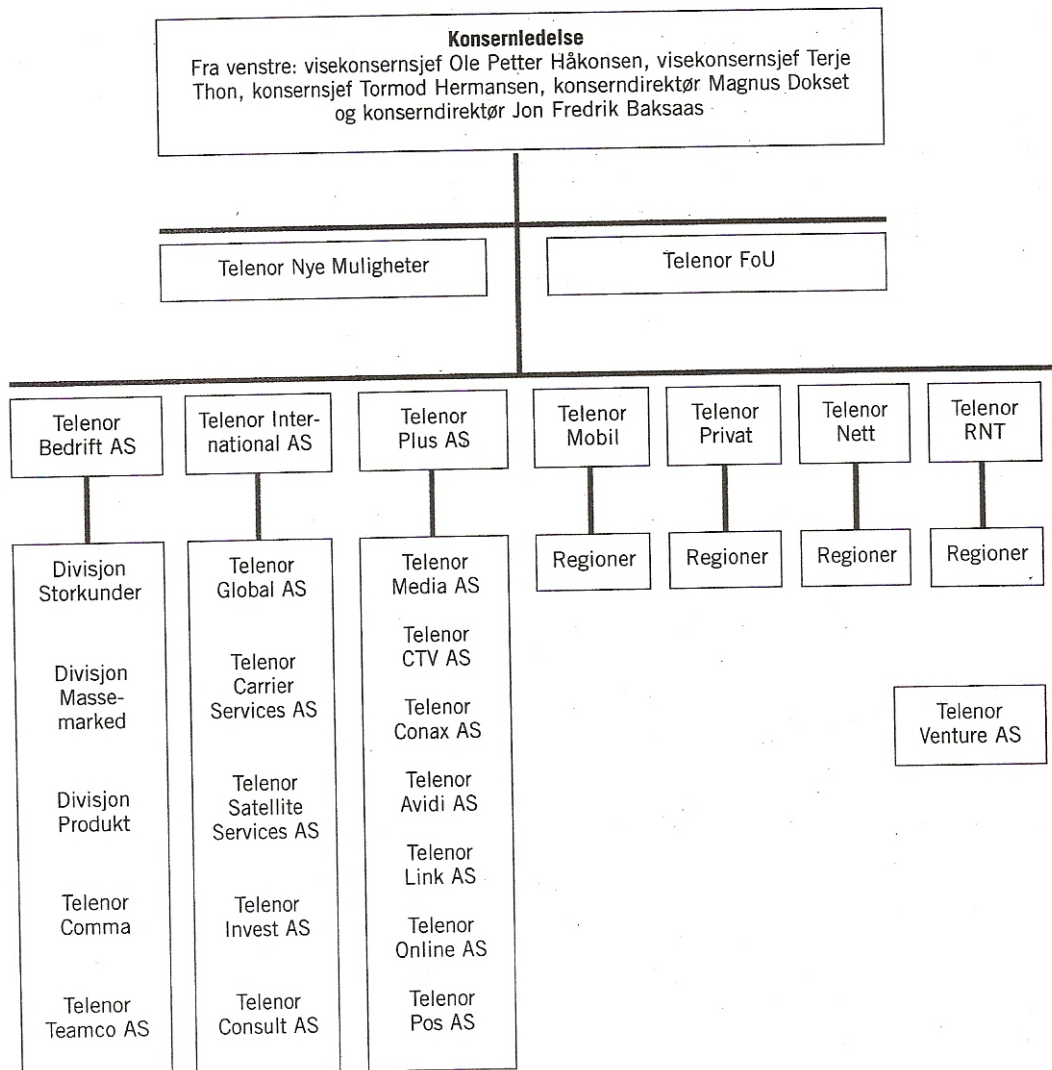 Konsernledelse
Fra venstre: visekonsernsjef Ole Petter Håkonsen, visekonsernsjef Terje
Thon, konsernsjef Tormod Hermansen, konserndirektør Magnus Dokset
og konserndirektør Jon Fredrik Baksaas
Telenor Nye Muligheter
Telenor FoU
Telenor
Bedrift AS
Telenor Inter-
national AS
Telenor
Plus AS
Telenor
Mobil
Telenor
Privat
Telenor
Nett
Telenor
RNT
Divisjon
Storkunder
Divisjon
Masse-
marked
Divisjon
Produkt
Telenor
Comma
Telenor
Teamco AS
Telenor
Global AS
Telenor
Carrier
Services AS
Telenor
Satellite
Services AS
Telenor
Invest AS
Telenor
Consult AS
Telenor
Media AS
Telenor
CTV AS
Telenor
Conax AS
Telenor
Avidi AS
Telenor
Link AS
Telenor
Online AS
Telenor
Pos AS
Regioner
Regioner
Regioner
Regioner
Telenor
Venture AS